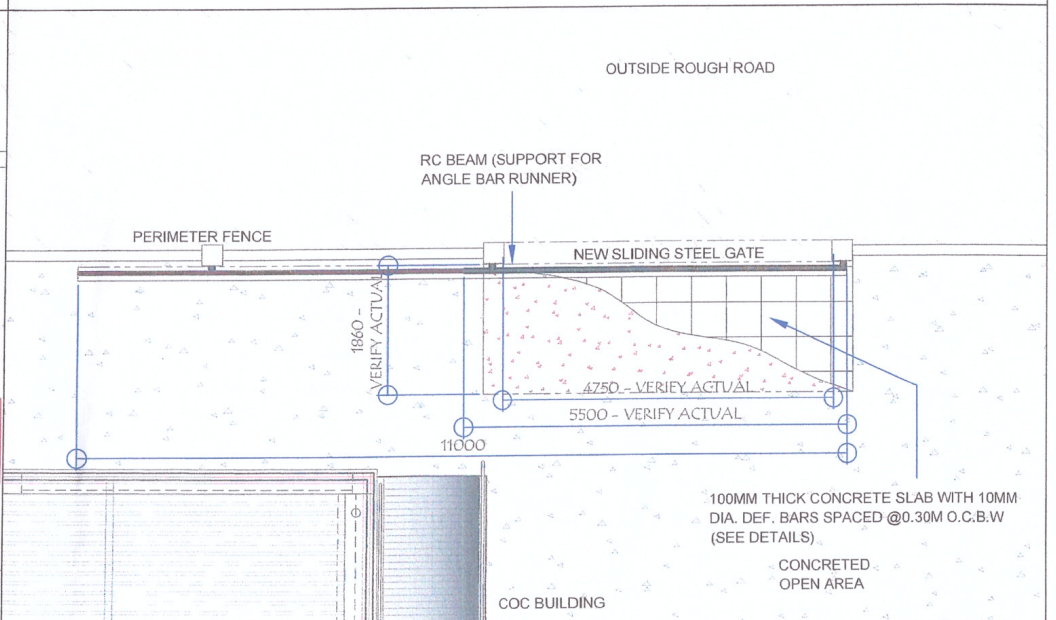 OUTSIDE ROUGH ROAD
RC BEAM (SUPPORT FOR
ANGLE BAR RUNNER)
PERIMETER FENCE
NEW SLIDING STEEL GATE
1860 -
VERIFY ACTUAL
4750 - VERIFY ACTUAL
5500 - VERIFY ACTUAL
11000
100MM THICK CONCRETE SLAB WITH 10MM
DIA. DEF. BARS SPACED @0.30M O.C.B.W
(SEE DETAILS)
CONCRETED
OPEN AREA
COC BUILDING